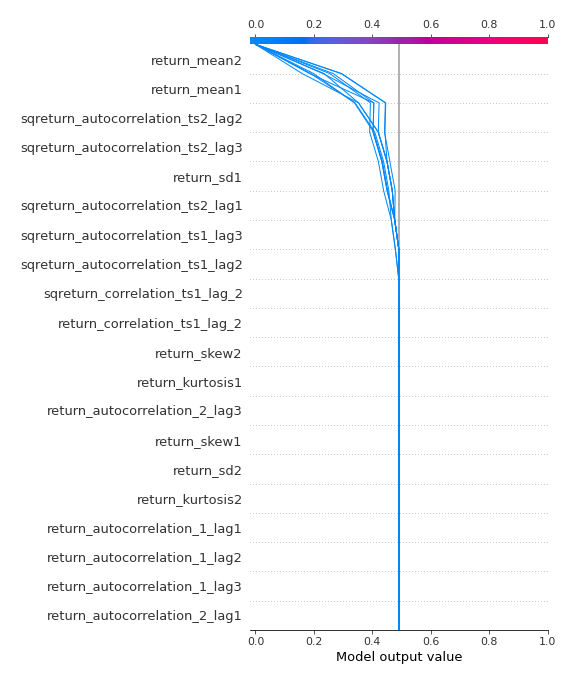 0.0 0.2 0.4 0.6 0.8 1.0
return_mean2
return_mean1
sqreturn_autocorrelation_ts2_lag2
sqreturn_autocorrelation_ts2_lag3
return_sd1
sqreturn_autocorrelation_ts2_lag1
sqreturn_autocorrelation_ts1_lag3
sqreturn_autocorrelation_ts1_lag2
sqreturn_correlation_ts1_lag_2
return_correlation_ts1_lag_2
return_skew2
return_kurtosis1
return_autocorrelation_2_lag3
return_skew1
return_sd2
return_kurtosis2
return_autocorrelation_1_lag1
return_autocorrelation_1_lag2
return_autocorrelation_1_lag3
return_autocorrelation_2_lag1
0.0 0.2 0.4 0.6 0.8 1.0
Model output value